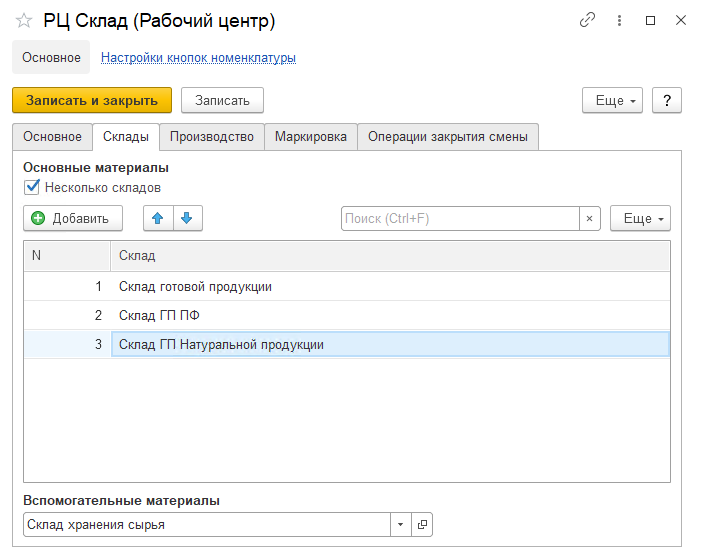 РЦ Склад (Рабочий центр)
Основное Настройки кнопок номенклатуры
Записать и закрыть Записать Еще ?
Основное Склады Производство Маркировка Операции закрытия смены
Основные материалы
Несколько складов
Добавить Поиск (Ctrl+F) × Еще
N Склад
1 Склад готовой продукции
2 Склад ГП ПФ
3 Склад ГП Натуральной продукции
Вспомогательные материалы
Склад хранения сырья